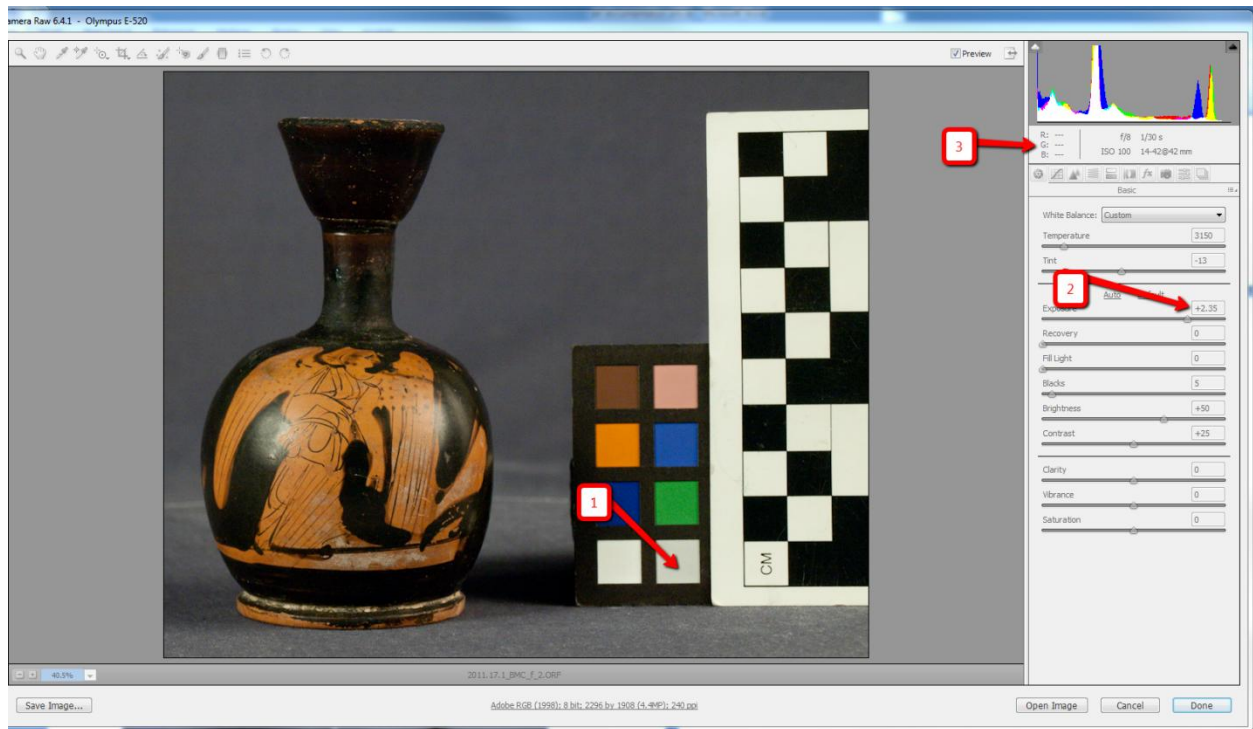 amera Raw 6.4.1 - Olympus E-520
Preview
R: ---
G: ---
B: ---
f/8 1/30 s
ISO 100 14-42@42 mm
3
Basic
White Balance: Custom
Temperature 3150
Tint -13
2
Auto
Exposure +2.35
Recovery 0
Fill Light 0
Blacks 5
Brightness +50
Contrast +25
Clarity 0
Vibrance 0
Saturation 0
1
CM
40.5%
2011.17.1_BMC_f_2.ORF
Save Image...
Adobe RGB (1998); 8 bit; 2296 by 1908 (4.4MP); 240 ppi
Open Image Cancel Done